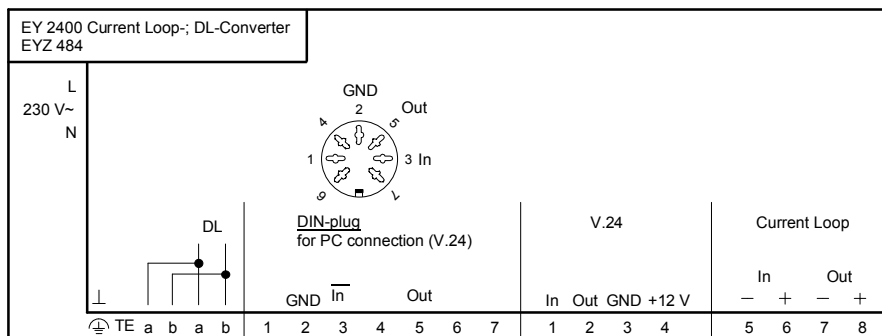 EY 2400 Current Loop-; DL-Converter
EYZ 484
L
230 V~
N
GND
2
4
5
Out
1
3 In
6
7
DL
DIN-plug
for PC connection (V.24)
V.24
Current Loop
In Out
GND In Out
In Out GND +12 V
− + − +
TE a b a b 1 2 3 4 5 6 7 1 2 3 4 5 6 7 8